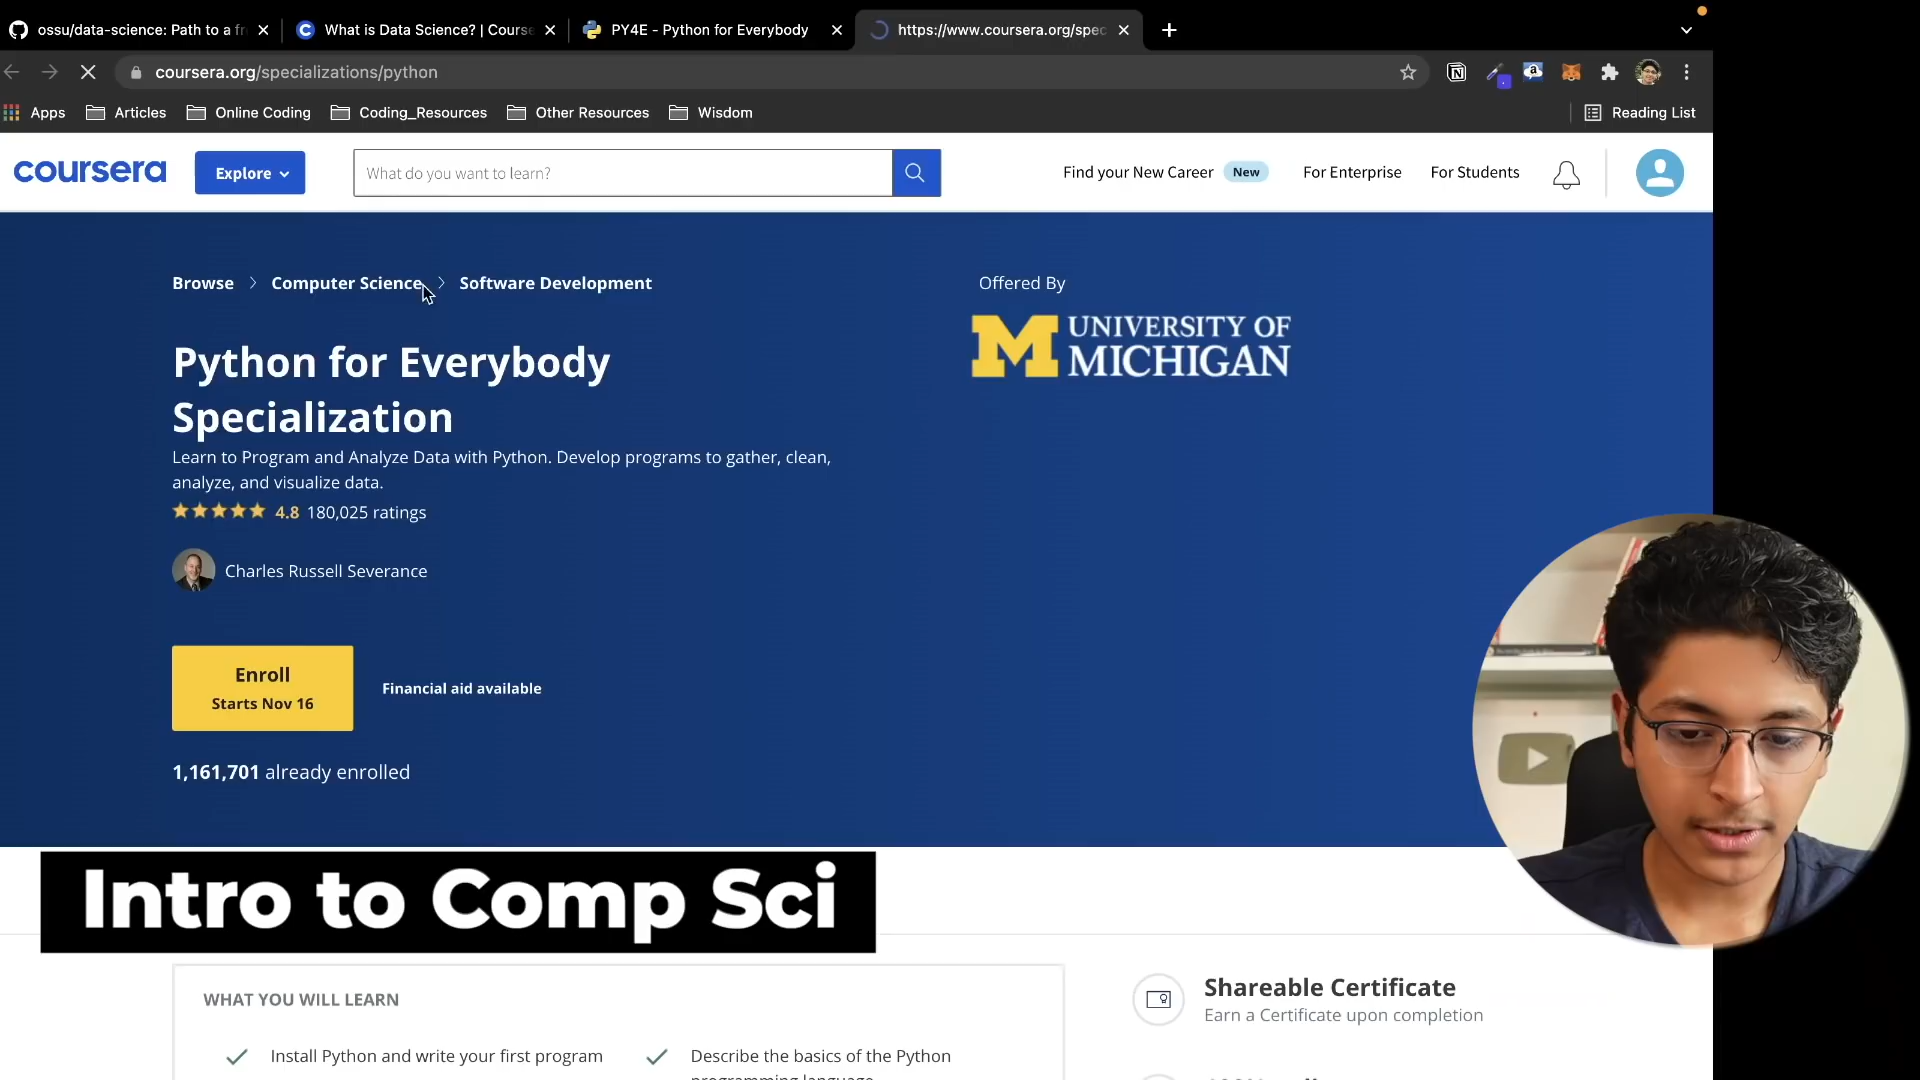 ossu/data-science: Path to a fr
What is Data Science? | Course
PY4E - Python for Everybody
https://www.coursera.org/spec
coursera.org/specializations/python
Apps
Articles
Online Coding
Coding_Resources
Other Resources
Wisdom
Reading List
coursera
Explore
What do you want to learn?
Find your New Career New
For Enterprise
For Students
Browse > Computer Science > Software Development
Offered By
M UNIVERSITY OF
MICHIGAN
Python for Everybody
Specialization
Learn to Program and Analyze Data with Python. Develop programs to gather, clean,
analyze, and visualize data.
4.8 180,025 ratings
Charles Russell Severance
Enroll
Starts Nov 16
Financial aid available
1,161,701 already enrolled
Intro to Comp Sci
WHAT YOU WILL LEARN
Install Python and write your first program
Describe the basics of the Python
programming language
Shareable Certificate
Earn a Certificate upon completion